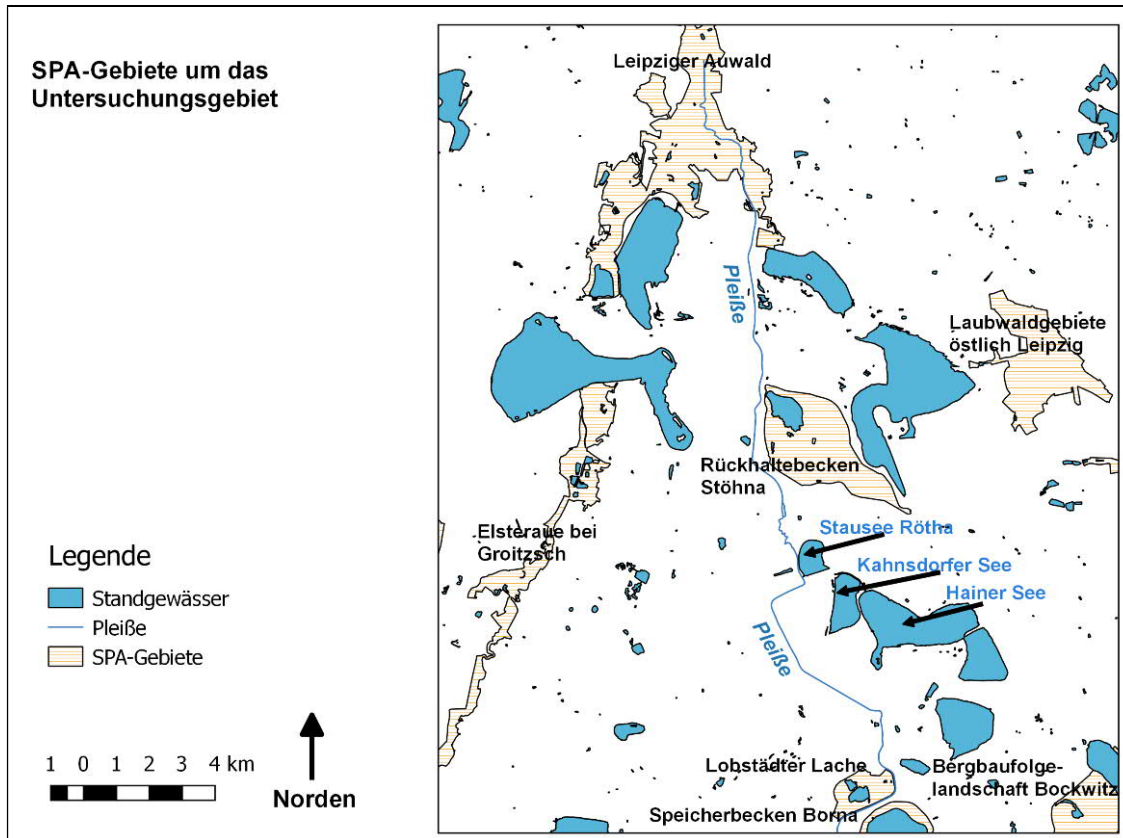 SPA-Gebiete um das
Untersuchungsgebiet
Leipziger Auwald
Pleiße
Laubwaldgebiete
östlich Leipzig
Rückhaltebecken
Stöhna
Elsteraue bei
Groitzsch
Stausee Rötha
Kahnsdorfer See
Hainer See
Pleiße
Lobstädter Lache
Bergbaufolge-
landschaft Bockwitz
Speicherbecken Borna
Legende
Standgewässer
Pleiße
SPA-Gebiete
1 0 1 2 3 4 km
Norden